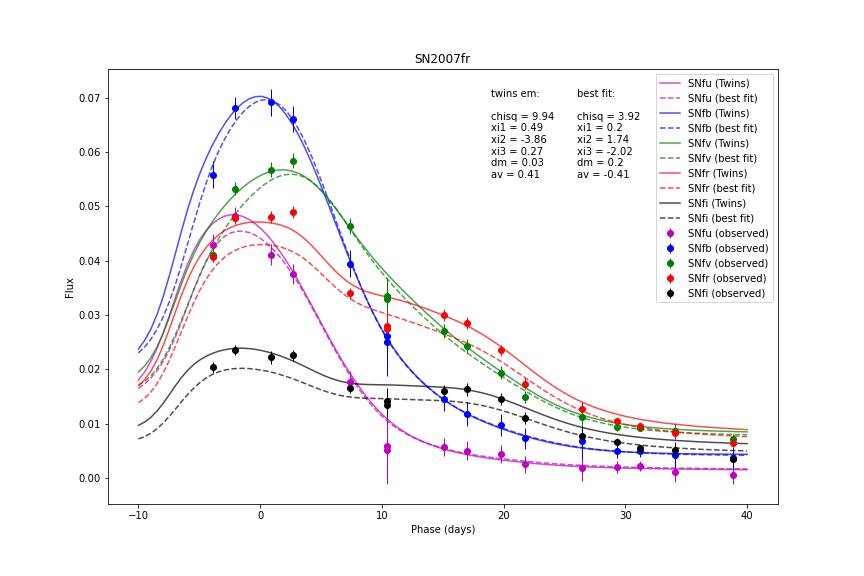 SN2007fr
twins em:
chisq = 9.94
xi1 = 0.49
xi2 = -3.86
xi3 = 0.27
dm = 0.03
av = 0.41
best fit:
chisq = 3.92
xi1 = 0.2
xi2 = 1.74
xi3 = -2.02
dm = 0.2
av = -0.41
SNfu (Twins)
SNfu (best fit)
SNfb (Twins)
SNfb (best fit)
SNfv (Twins)
SNfv (best fit)
SNfr (Twins)
SNfr (best fit)
SNfi (Twins)
SNfi (best fit)
SNfu (observed)
SNfb (observed)
SNfv (observed)
SNfr (observed)
SNfi (observed)
Flux
0.07
0.06
0.05
0.04
0.03
0.02
0.01
0.00
−10
0
10
20
30
40
Phase (days)